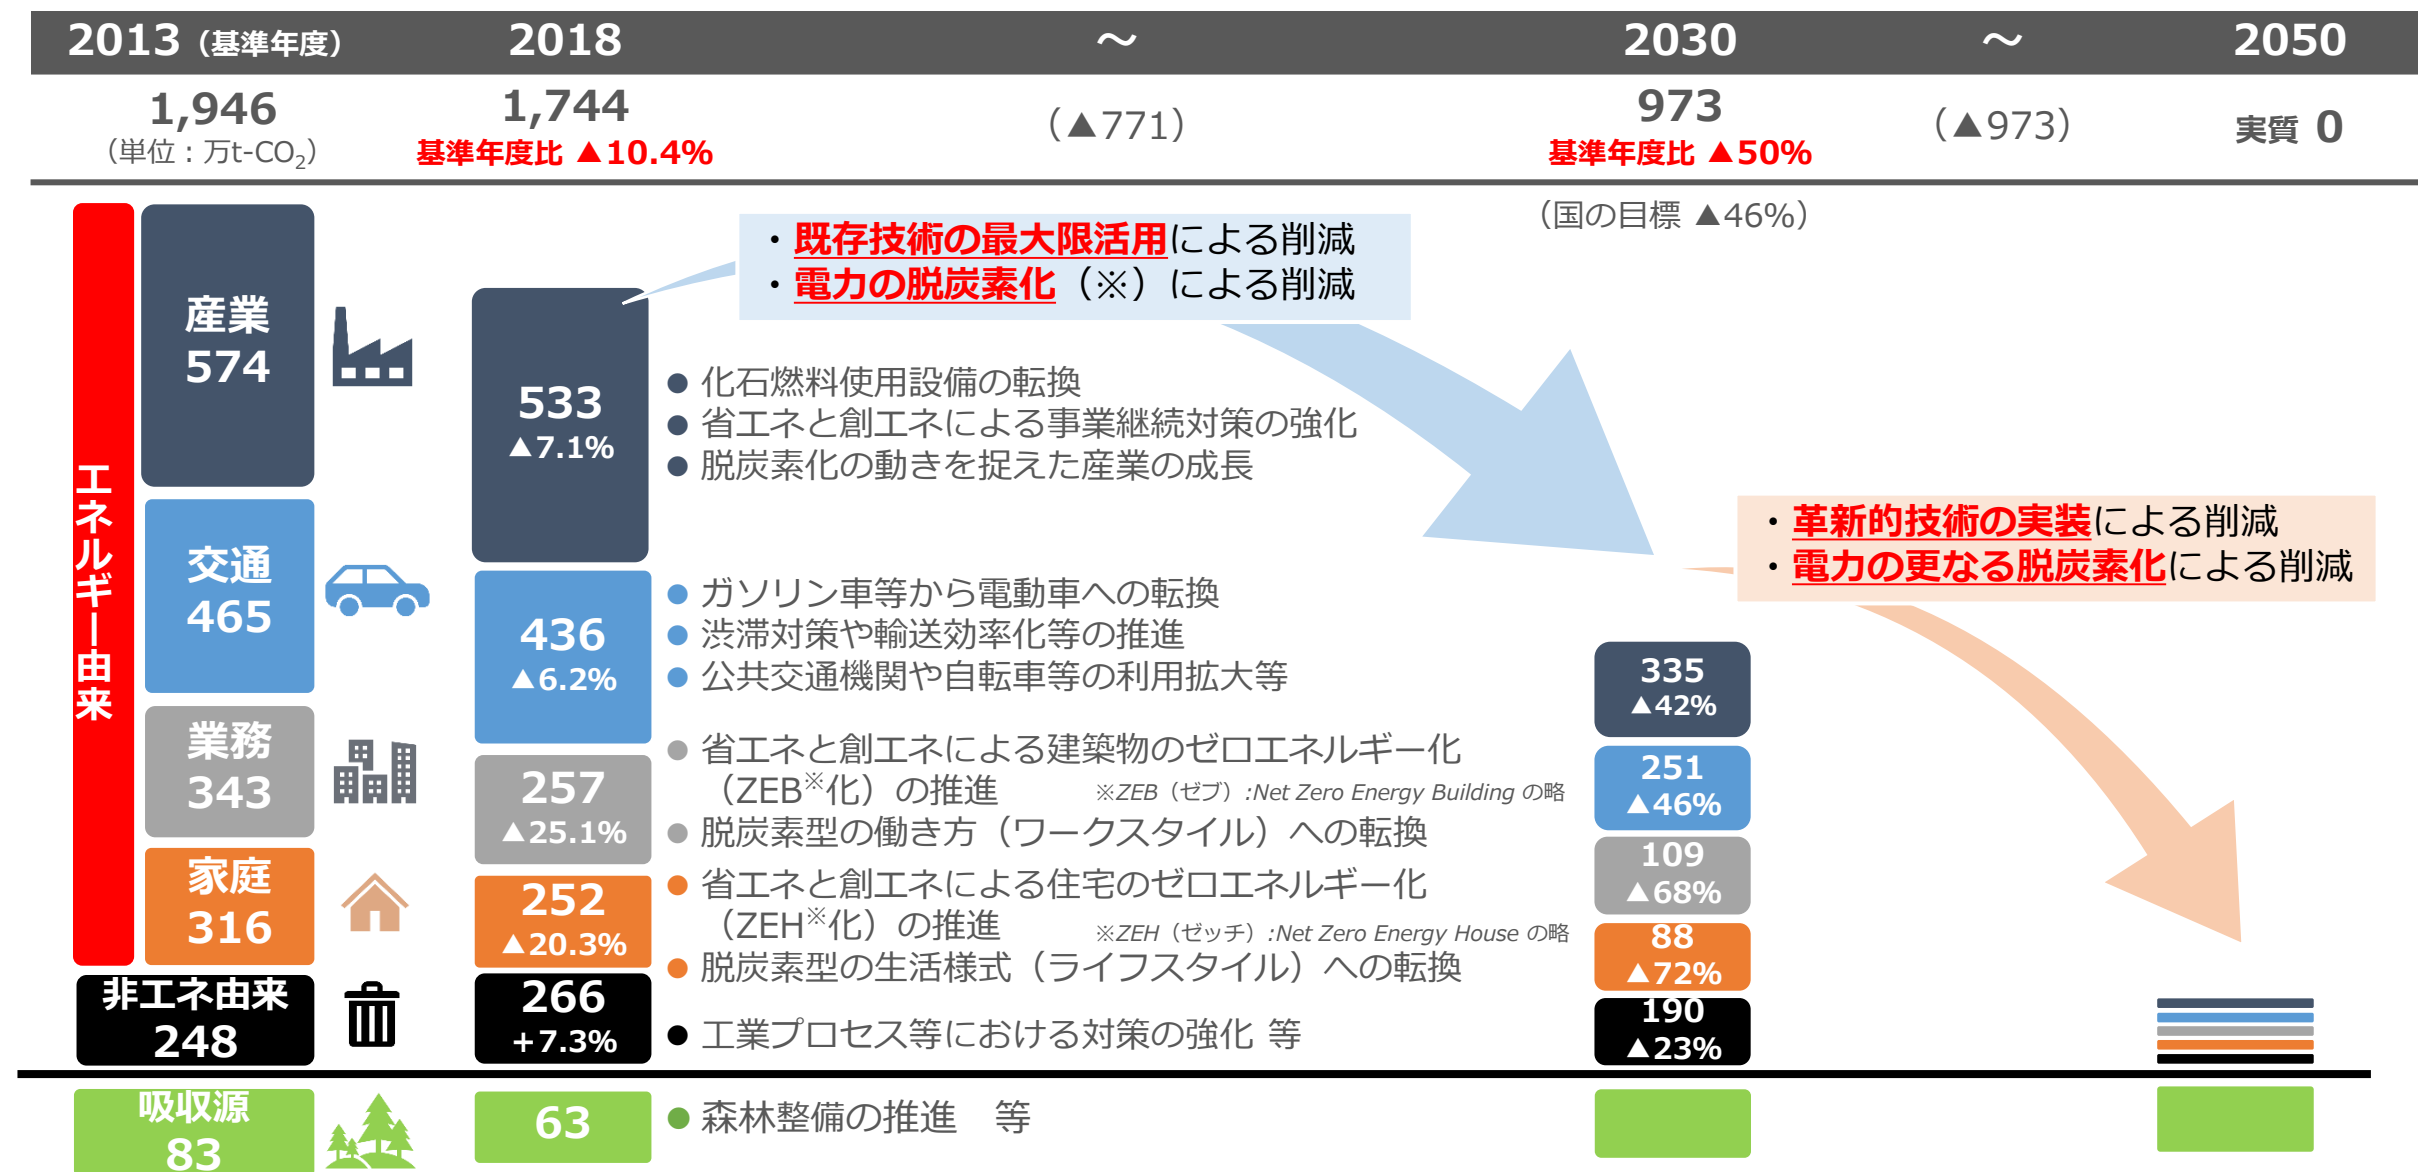 2013（基準年度） 2018 ～ 2030 ～ 2050
1,946 1,744 （▲771） 973 （▲973） 実質 0
（単位：万t-CO₂） 基準年度比 ▲10.4% 基準年度比 ▲50%
（国の目標 ▲46%）
・既存技術の最大限活用による削減
・電力の脱炭素化（※）による削減
エネルギー由来
産業
574
533
▲7.1%
● 化石燃料使用設備の転換
● 省エネと創エネによる事業継続対策の強化
● 脱炭素化の動きを捉えた産業の成長
・革新的技術の実装による削減
・電力の更なる脱炭素化による削減
交通
465
436
▲6.2%
● ガソリン車等から電動車への転換
● 渋滞対策や輸送効率化等の推進
● 公共交通機関や自転車等の利用拡大等
335
▲42%
業務
343
257
▲25.1%
● 省エネと創エネによる建築物のゼロエネルギー化
（ZEB※化）の推進 ※ZEB（ゼブ）:Net Zero Energy Building の略
● 脱炭素型の働き方（ワークスタイル）への転換
251
▲46%
109
▲68%
家庭
316
252
▲20.3%
● 省エネと創エネによる住宅のゼロエネルギー化
（ZEH※化）の推進 ※ZEH（ゼッチ）:Net Zero Energy House の略
● 脱炭素型の生活様式（ライフスタイル）への転換
88
▲72%
非エネ由来
248
266
+7.3%
● 工業プロセス等における対策の強化 等
190
▲23%
吸収源
83
63
● 森林整備の推進　等